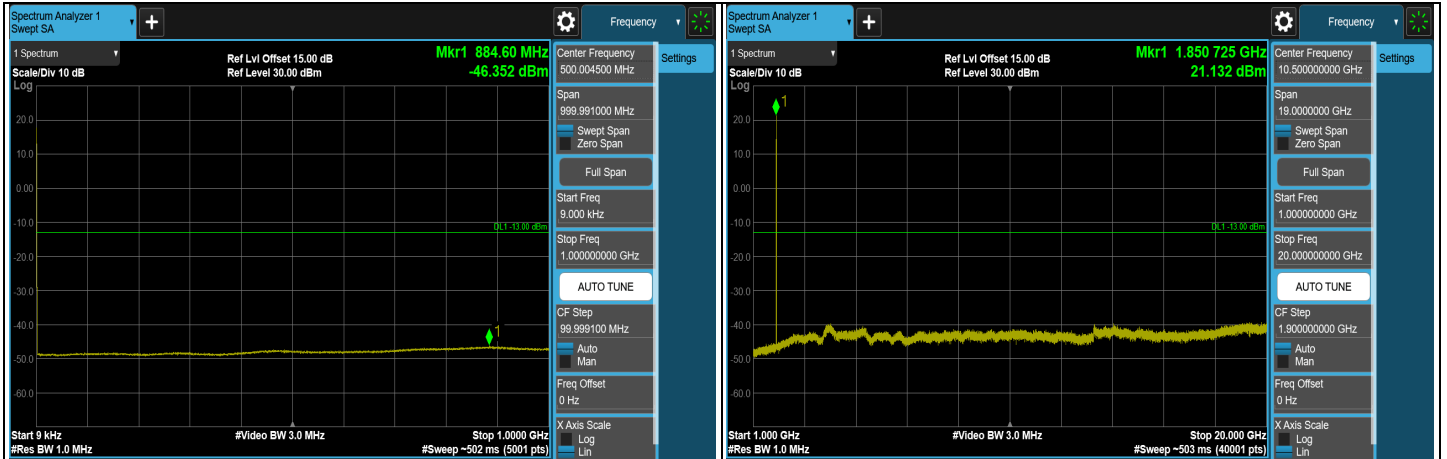 Spectrum Analyzer 1
Swept SA
+
Frequency
1 Spectrum
Scale/Div 10 dB
Log
Ref Lvl Offset 15.00 dB
Ref Level 30.00 dBm
Mkr1 884.60 MHz
-46.352 dBm
20.0
10.0
0.00
-10.0
-20.0
-30.0
-40.0
-50.0
-60.0
DL1 -13.00 dBm
1
Start 9 kHz
#Res BW 1.0 MHz
#Video BW 3.0 MHz
Stop 1.0000 GHz
#Sweep ~502 ms (5001 pts)
Center Frequency
500.004500 MHz
Span
999.991000 MHz
Swept Span
Zero Span
Full Span
Start Freq
9.000 kHz
Stop Freq
1.000000000 GHz
AUTO TUNE
CF Step
99.999100 MHz
Auto
Man
Freq Offset
0 Hz
X Axis Scale
Log
Lin
Settings
Spectrum Analyzer 1
Swept SA
+
Frequency
1 Spectrum
Scale/Div 10 dB
Log
Ref Lvl Offset 15.00 dB
Ref Level 30.00 dBm
Mkr1 1.850 725 GHz
21.132 dBm
1
20.0
10.0
0.00
-10.0
-20.0
-30.0
-40.0
-50.0
-60.0
DL1 -13.00 dBm
Start 1.000 GHz
#Res BW 1.0 MHz
#Video BW 3.0 MHz
Stop 20.000 GHz
#Sweep ~503 ms (40001 pts)
Center Frequency
10.500000000 GHz
Span
19.0000000 GHz
Swept Span
Zero Span
Full Span
Start Freq
1.000000000 GHz
Stop Freq
20.000000000 GHz
AUTO TUNE
CF Step
1.900000000 GHz
Auto
Man
Freq Offset
0 Hz
X Axis Scale
Log
Lin
Settings